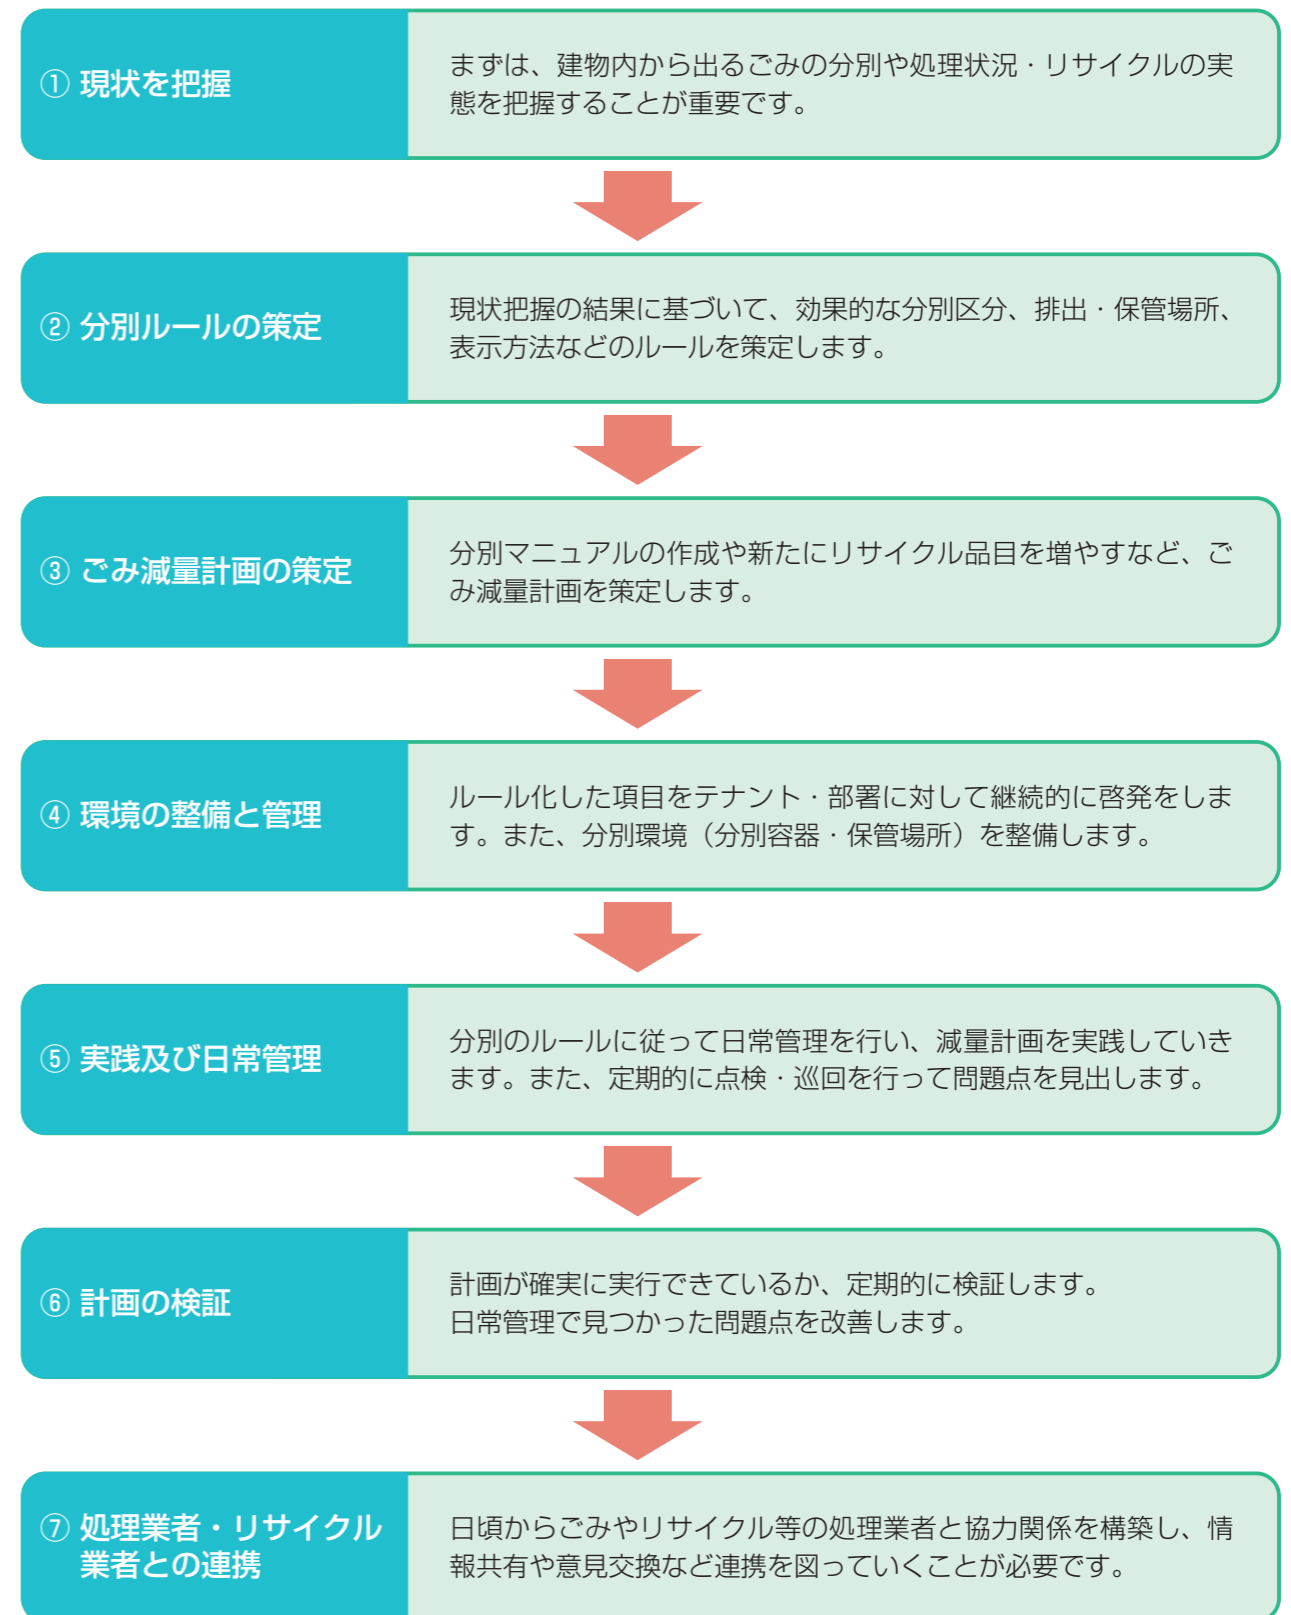 ① 現状を把握
まずは、建物内から出るごみの分別や処理状況・リサイクルの実
態を把握することが重要です。
② 分別ルールの策定
現状把握の結果に基づいて、効果的な分別区分、排出・保管場所、
表示方法などのルールを策定します。
③ ごみ減量計画の策定
分別マニュアルの作成や新たにリサイクル品目を増やすなど、ご
み減量計画を策定します。
④ 環境の整備と管理
ルール化した項目をテナント・部署に対して継続的に啓発をしま
す。また、分別環境（分別容器・保管場所）を整備します。
⑤ 実践及び日常管理
分別のルールに従って日常管理を行い、減量計画を実践していき
ます。また、定期的に点検・巡回を行って問題点を見出します。
⑥ 計画の検証
計画が確実に実行できているか、定期的に検証します。
日常管理で見つかった問題点を改善します。
⑦ 処理業者・リサイクル
業者との連携
日頃からごみやリサイクル等の処理業者と協力関係を構築し、情
報共有や意見交換など連携を図っていくことが必要です。